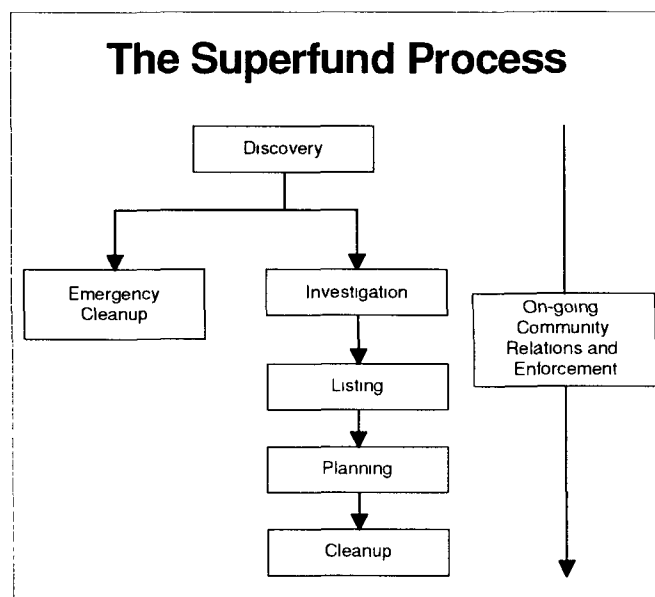 The Superfund Process
Discovery
Emergency
Cleanup
Investigation
Listing
Planning
Cleanup
On-going
Community
Relations and
Enforcement